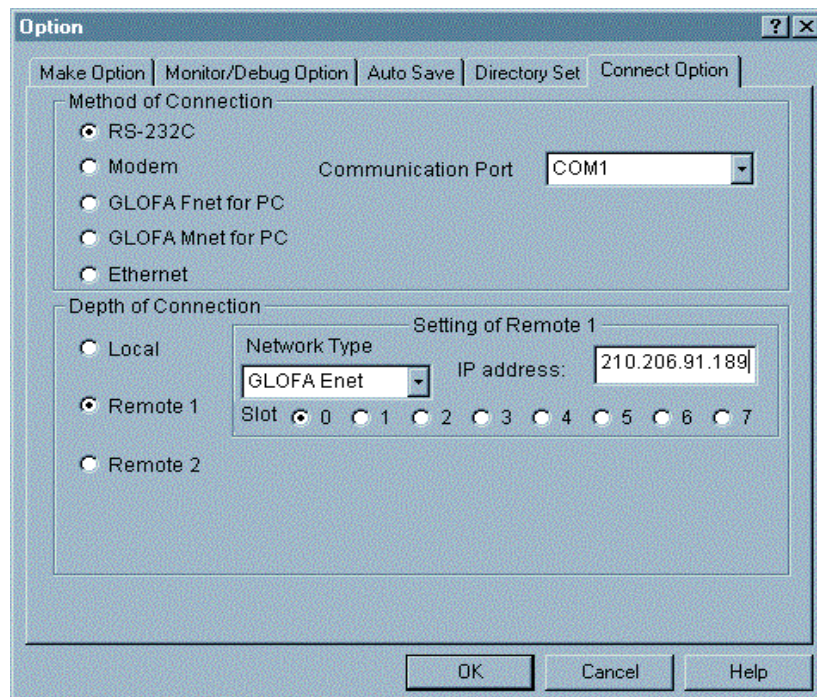 Option
Make Option Monitor/Debug Option Auto Save Directory Set Connect Option
Method of Connection
RS-232C
Modem
Communication Port COM1
GLOFA Fnet for PC
GLOFA Mnet for PC
Ethernet
Depth of Connection
Local
Remote 1
Remote 2
Setting of Remote 1
Network Type
GLOFA Enet
IP address: 210.206.91.189
Slot 0 1 2 3 4 5 6 7
OK Cancel Help